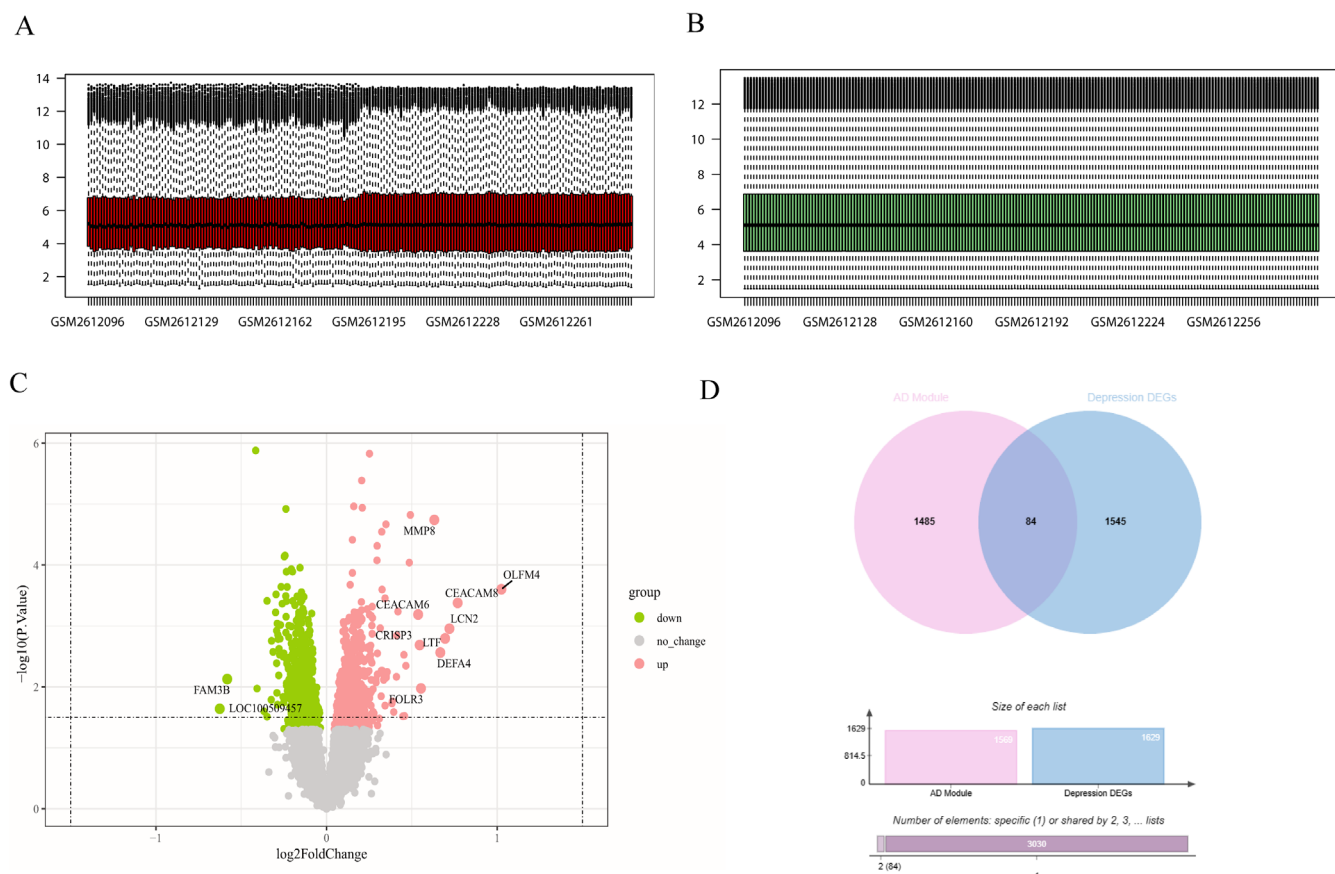 A
14
12
10
8
6
4
2
GSM2612096 GSM2612129 GSM2612162 GSM2612195 GSM2612228 GSM2612261
B
12
10
8
6
4
2
GSM2612096 GSM2612128 GSM2612160 GSM2612192 GSM2612224 GSM2612256
C
6
4
2
0
−log10(P.Value)
MMP8
OLFM4
CEACAM8
CEACAM6
LCN2
CRISP3
LTF
DEFA4
FOLR3
FAM3B
LOC100509457
−1 0 1
log2FoldChange
group
down
no_change
up
D
AD Module Depression DEGs
1485 84 1545
Size of each list
1629
814.5
0
1569 1629
AD Module Depression DEGs
Number of elements: specific (1) or shared by 2, 3, ... lists
3030
2 (84)